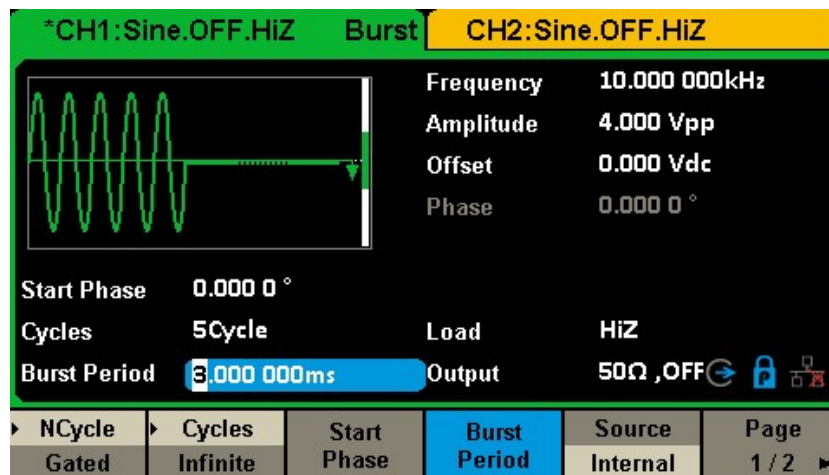 *CH1:Sine.OFF.HiZ Burst CH2:Sine.OFF.HiZ
Frequency 10.000 000kHz
Amplitude 4.000 Vpp
Offset 0.000 Vdc
Phase 0.000 0 °
Start Phase 0.000 0 °
Cycles 5Cycle Load HiZ
Burst Period 3.000 000ms Output 50Ω ,OFF P
NCycle Cycles Start Burst Source Page
Gated Infinite Phase Period Internal 1/2